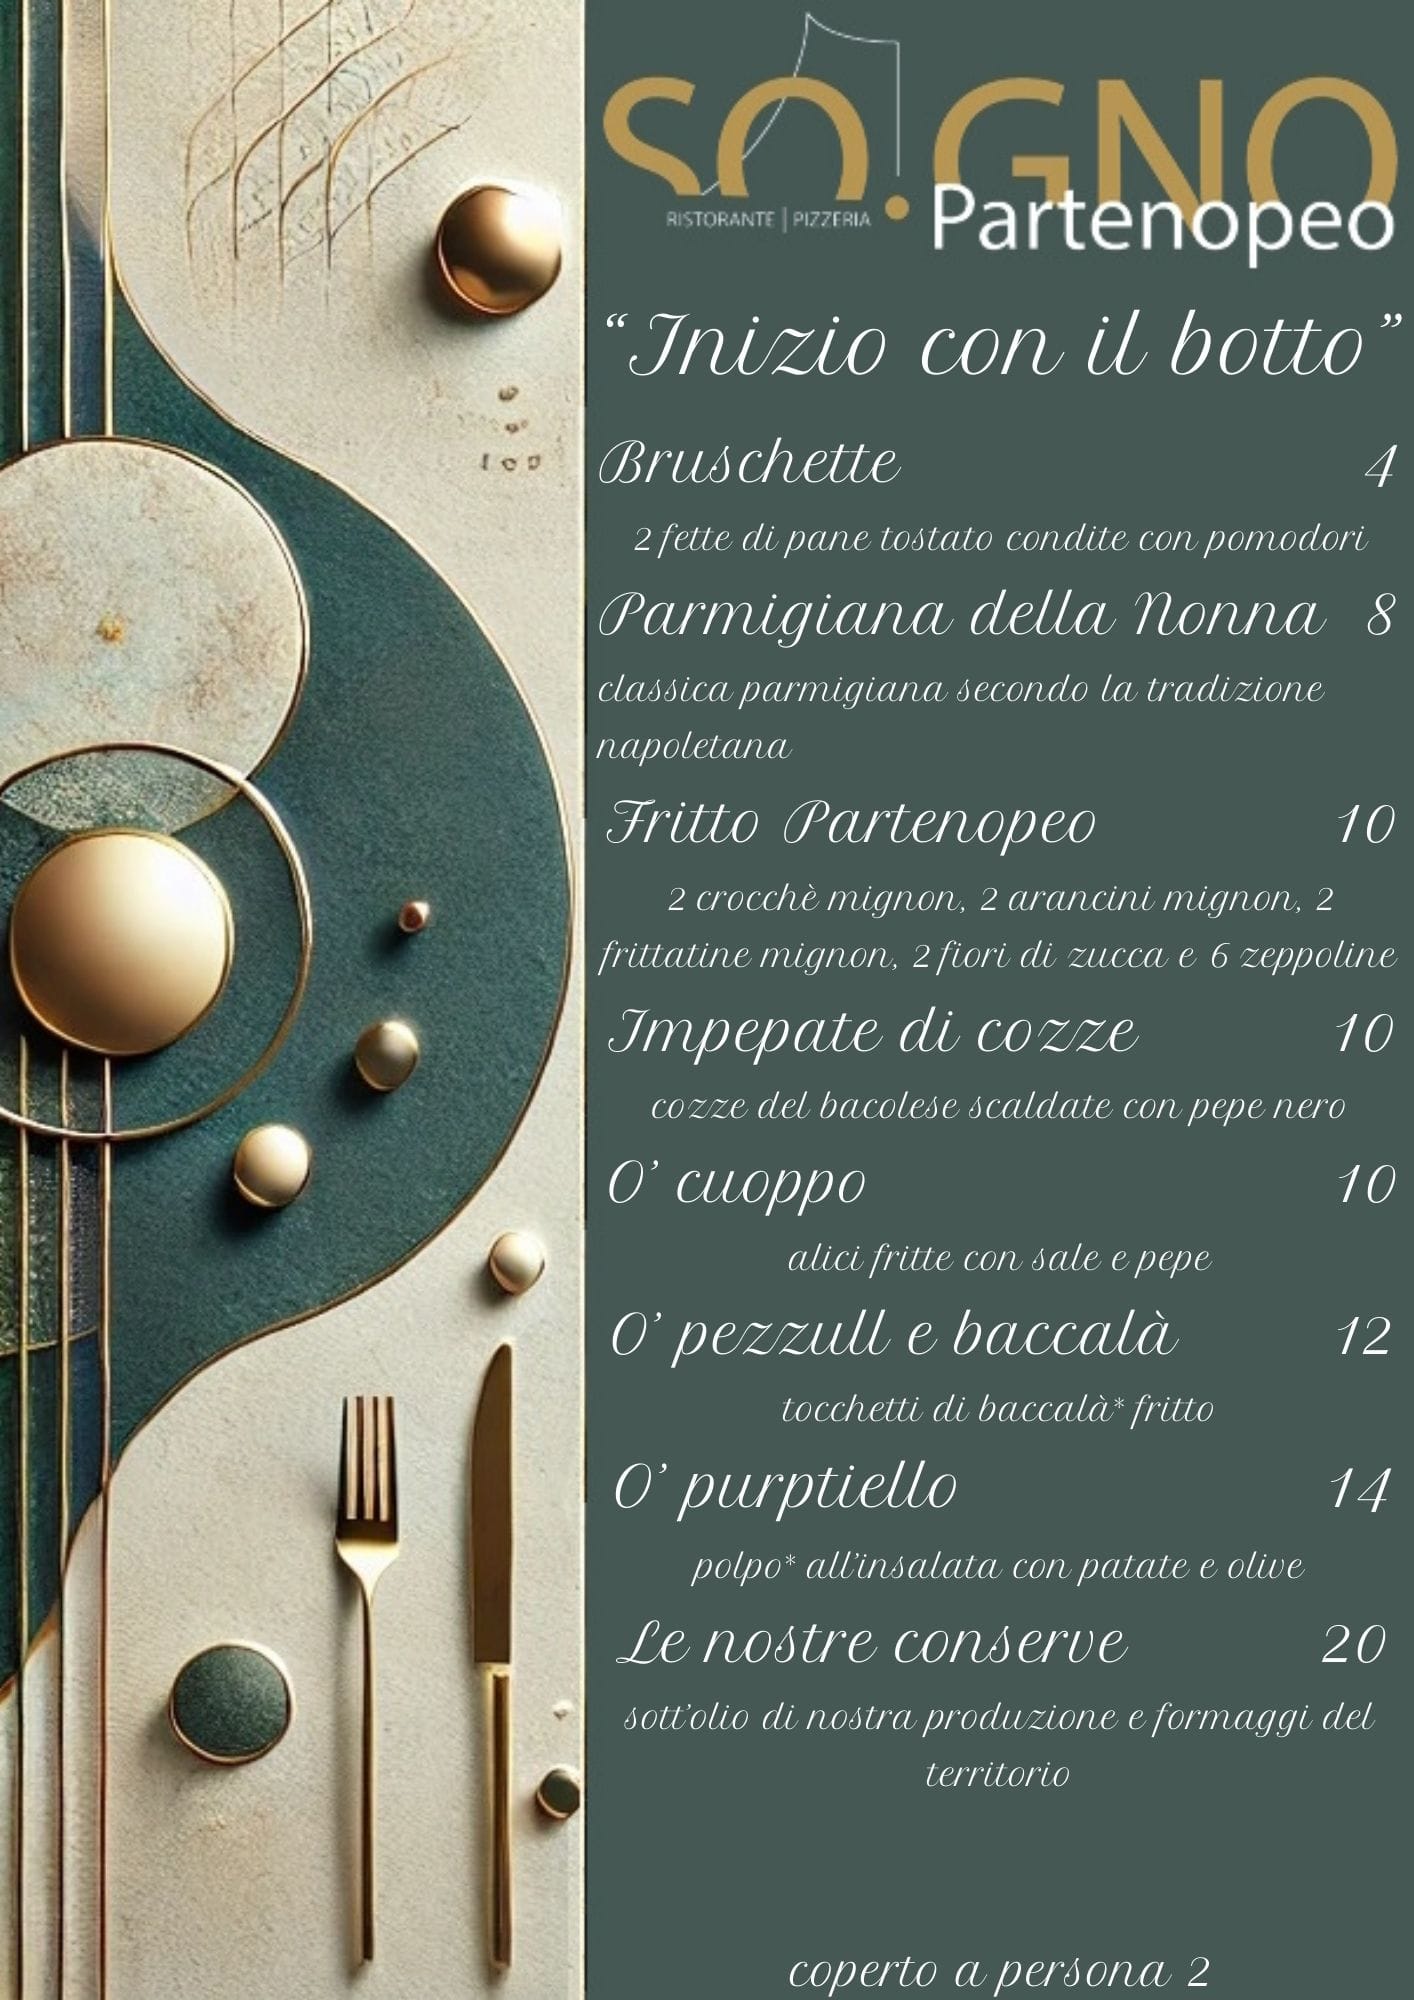 SO.GNO
RISTORANTE | PIZZERIA
Partenopeo
“Inizio con il botto”
Bruschette 4
2 fette di pane tostato condite con pomodori
Parmigiana della Nonna 8
classica parmigiana secondo la tradizione
napoletana
Fritto Partenopeo 10
2 crocchè mignon, 2 arancini mignon, 2
frittatine mignon, 2 fiori di zucca e 6 zeppoline
Impepate di cozze 10
cozze del bacolese scaldate con pepe nero
O’ cuoppo 10
alici fritte con sale e pepe
O’ pezzull e baccalà 12
tocchetti di baccalà* fritto
O’ purptiello 14
polpo* all’insalata con patate e olive
Le nostre conserve 20
sott’olio di nostra produzione e formaggi del
territorio
coperto a persona 2